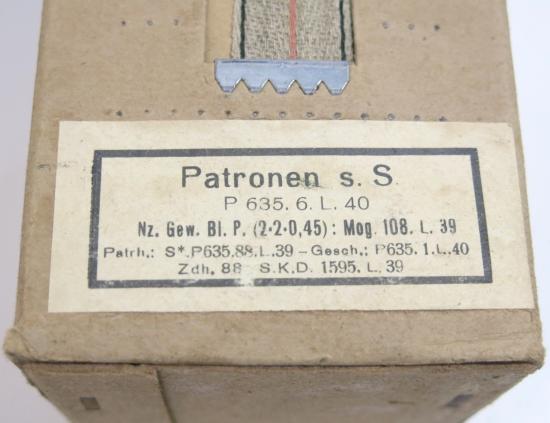 Patronen s. S.
P 635. 6. L. 40
Nz. Gew. Bl. P. (2·2·0,45) : Mog. 108. L. 39
Patrh.: S*. P635. 88. L. 39 – Gesch.: P635. 1. L. 40
Zdh. 88 S.K.D. 1595. L. 39